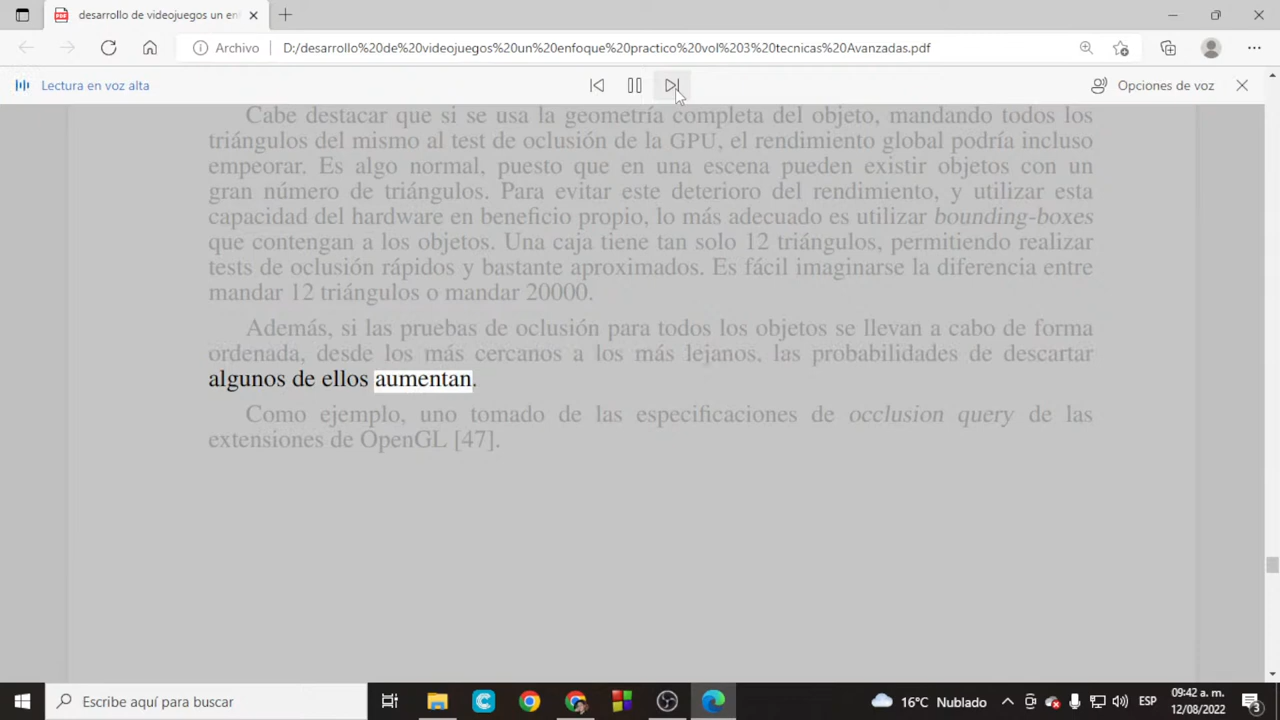 desarrollo de videojuegos un en
Archivo
D:/desarrollo%20de%20videojuegos%20un%20enfoque%20practico%20vol%203%20tecnicas%20Avanzadas.pdf
Lectura en voz alta
Opciones de voz
Cabe destacar que si se usa la geometría completa del objeto, mandando todos los
triángulos del mismo al test de oclusión de la GPU, el rendimiento global podría incluso
empeorar. Es algo normal, puesto que en una escena pueden existir objetos con un
gran número de triángulos. Para evitar este deterioro del rendimiento, y utilizar esta
capacidad del hardware en beneficio propio, lo más adecuado es utilizar bounding-boxes
que contengan a los objetos. Una caja tiene tan solo 12 triángulos, permitiendo realizar
tests de oclusión rápidos y bastante aproximados. Es fácil imaginarse la diferencia entre
mandar 12 triángulos o mandar 20000.
Además, si las pruebas de oclusión para todos los objetos se llevan a cabo de forma
ordenada, desde los más cercanos a los más lejanos, las probabilidades de descartar
algunos de ellos aumentan.
Como ejemplo, uno tomado de las especificaciones de occlusion query de las
extensiones de OpenGL [47].
Escribe aquí para buscar
16°C Nublado
ESP
09:42 a. m.
12/08/2022
3